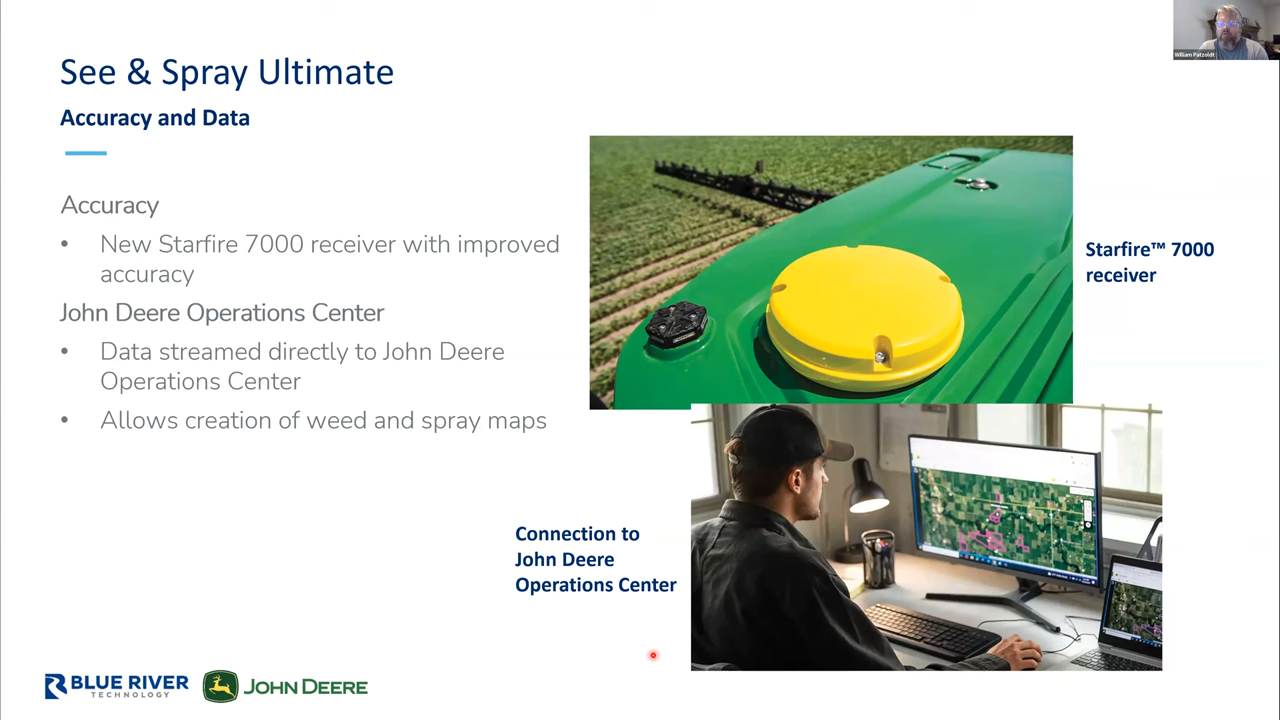 William Patzoldt
See & Spray Ultimate
Accuracy and Data
Accuracy
• New Starfire 7000 receiver with improved
accuracy
John Deere Operations Center
• Data streamed directly to John Deere
Operations Center
• Allows creation of weed and spray maps
Starfire™ 7000
receiver
Connection to
John Deere
Operations Center
BLUE RIVER
TECHNOLOGY
JOHN DEERE